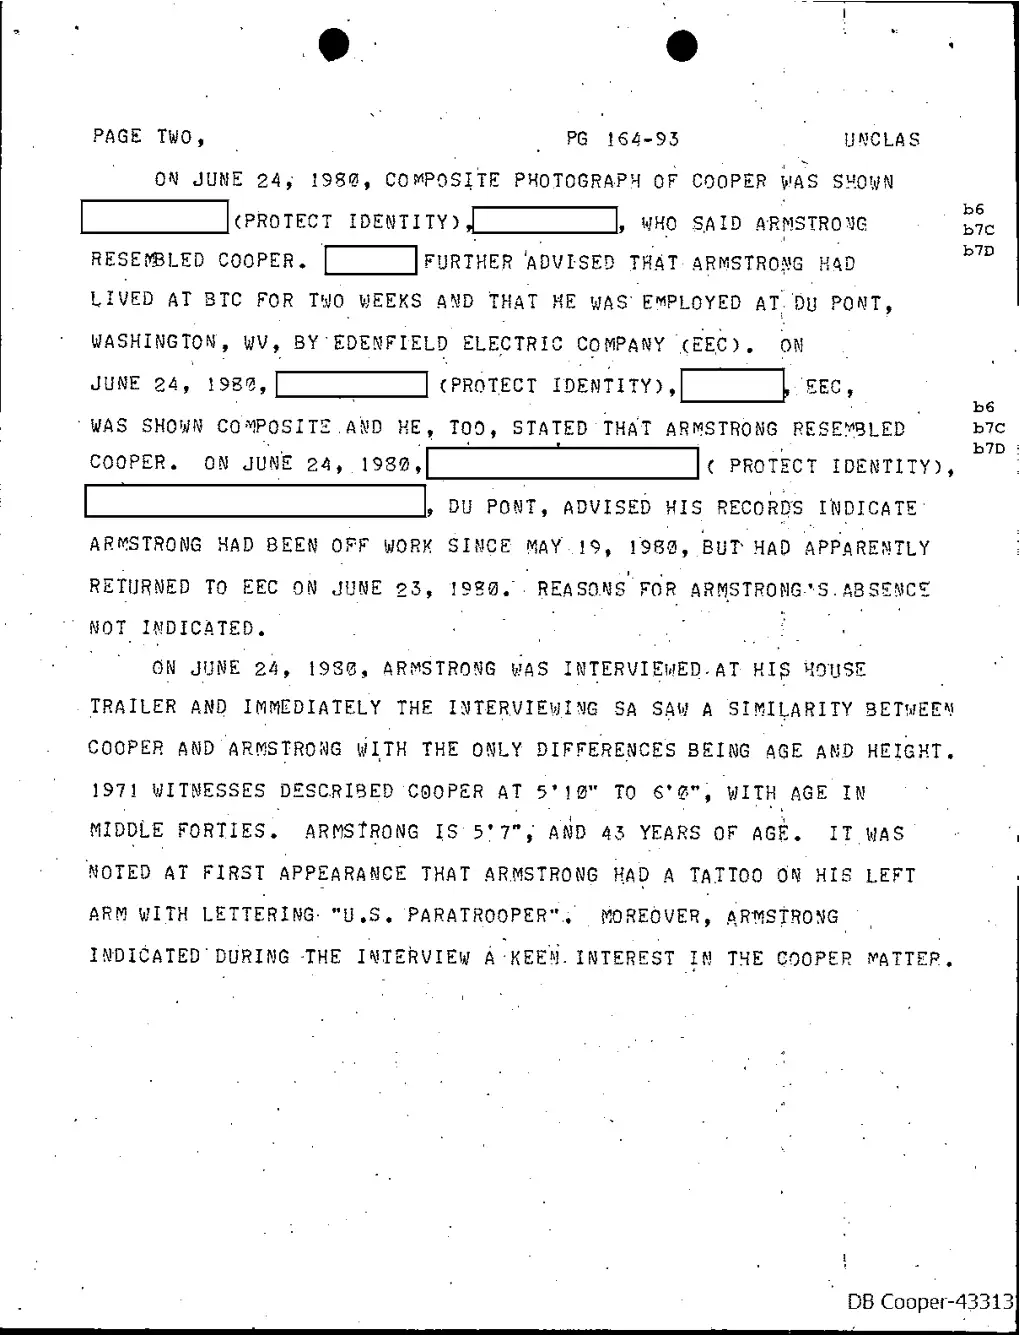 PAGE TWO, PG 164-93 UNCLAS
ON JUNE 24, 1980, COMPOSITE PHOTOGRAPH OF COOPER WAS SHOWN
(PROTECT IDENTITY), , WHO SAID ARMSTRONG
b6
b7C
b7D
RESEMBLED COOPER. FURTHER ADVISED THAT ARMSTRONG HAD
LIVED AT BTC FOR TWO WEEKS AND THAT HE WAS EMPLOYED AT DU PONT,
WASHINGTON, WV, BY EDENFIELD ELECTRIC COMPANY (EEC). ON
JUNE 24, 1980, (PROTECT IDENTITY), , EEC,
WAS SHOWN COMPOSITE AND HE, TOO, STATED THAT ARMSTRONG RESEMBLED
b6
b7C
b7D
COOPER. ON JUNE 24, 1980, ( PROTECT IDENTITY),
, DU PONT, ADVISED HIS RECORDS INDICATE
ARMSTRONG HAD BEEN OFF WORK SINCE MAY 19, 1980, BUT HAD APPARENTLY
RETURNED TO EEC ON JUNE 23, 1980. REASONS FOR ARMSTRONG'S ABSENCE
NOT INDICATED.
ON JUNE 24, 1980, ARMSTRONG WAS INTERVIEWED AT HIS HOUSE
TRAILER AND IMMEDIATELY THE INTERVIEWING SA SAW A SIMILARITY BETWEEN
COOPER AND ARMSTRONG WITH THE ONLY DIFFERENCES BEING AGE AND HEIGHT.
1971 WITNESSES DESCRIBED COOPER AT 5'10" TO 6'0", WITH AGE IN
MIDDLE FORTIES. ARMSTRONG IS 5'7", AND 43 YEARS OF AGE. IT WAS
NOTED AT FIRST APPEARANCE THAT ARMSTRONG HAD A TATTOO ON HIS LEFT
ARM WITH LETTERING "U.S. PARATROOPER". MOREOVER, ARMSTRONG
INDICATED DURING THE INTERVIEW A KEEN INTEREST IN THE COOPER MATTER.
DB Cooper-43313